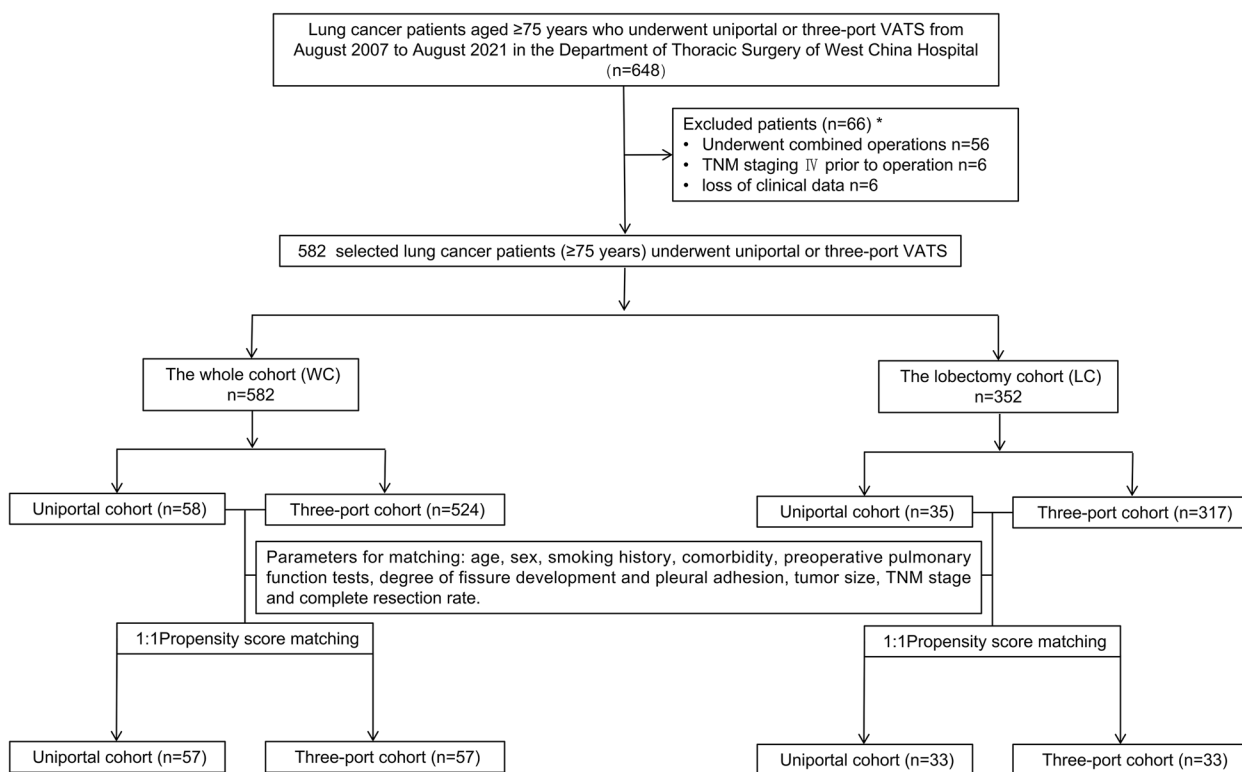 Lung cancer patients aged ≥75 years who underwent uniportal or three-port VATS from
August 2007 to August 2021 in the Department of Thoracic Surgery of West China Hospital
(n=648)
Excluded patients (n=66) *
• Underwent combined operations n=56
• TNM staging Ⅳ prior to operation n=6
• loss of clinical data n=6
582 selected lung cancer patients (≥75 years) underwent uniportal or three-port VATS
The whole cohort (WC)
n=582
The lobectomy cohort (LC)
n=352
Uniportal cohort (n=58)
Three-port cohort (n=524)
Uniportal cohort (n=35)
Three-port cohort (n=317)
Parameters for matching: age, sex, smoking history, comorbidity, preoperative pulmonary
function tests, degree of fissure development and pleural adhesion, tumor size, TNM stage
and complete resection rate.
1:1Propensity score matching
1:1Propensity score matching
Uniportal cohort (n=57)
Three-port cohort (n=57)
Uniportal cohort (n=33)
Three-port cohort (n=33)